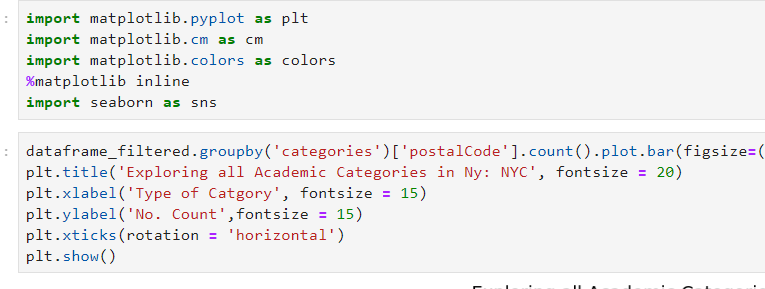 : import matplotlib.pyplot as plt
import matplotlib.cm as cm
import matplotlib.colors as colors
%matplotlib inline
import seaborn as sns
: dataframe_filtered.groupby('categories')['postalCode'].count().plot.bar(figsize=(
plt.title('Exploring all Academic Categories in Ny: NYC', fontsize = 20)
plt.xlabel('Type of Catgory', fontsize = 15)
plt.ylabel('No. Count',fontsize = 15)
plt.xticks(rotation = 'horizontal')
plt.show()
Exploring all Academic Categorie